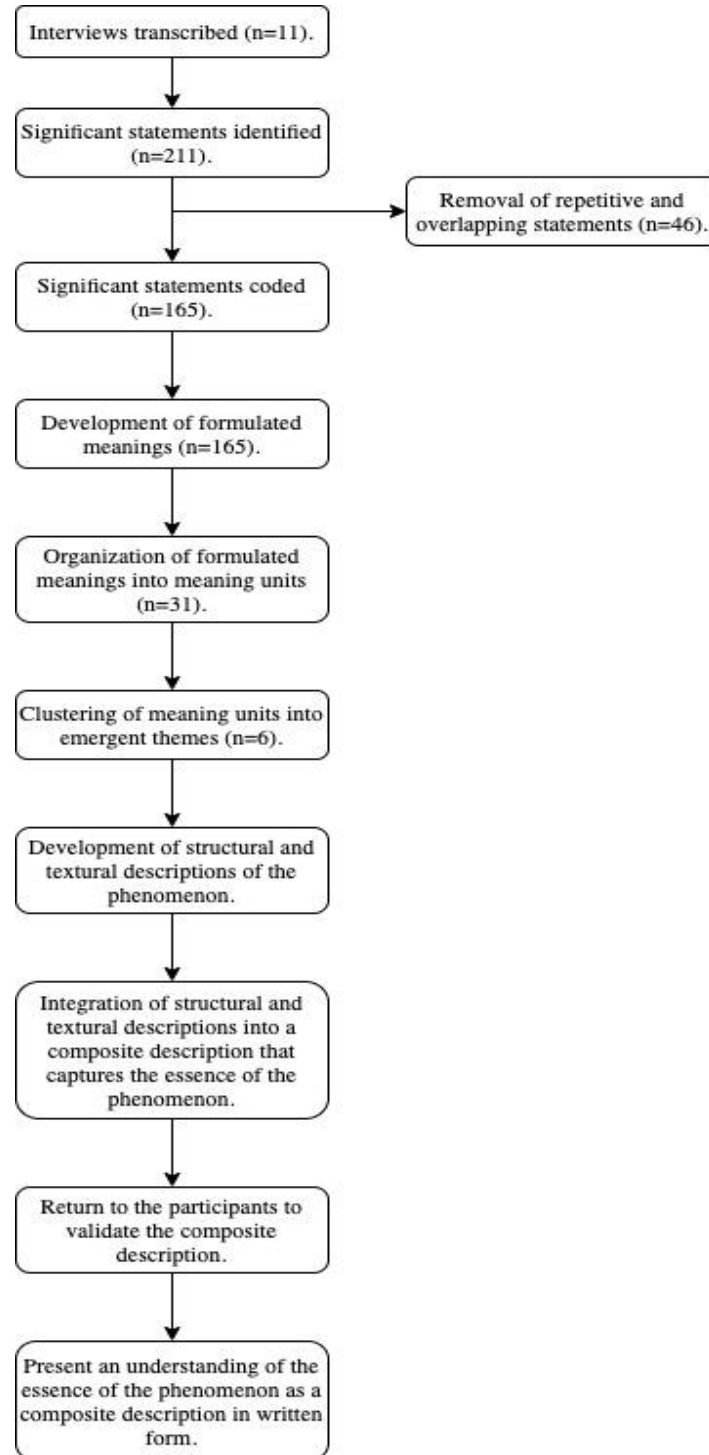 Interviews transcribed (n=11).
Significant statements identified
(n=211).
Removal of repetitive and
overlapping statements (n=46).
Significant statements coded
(n=165).
Development of formulated
meanings (n=165).
Organization of formulated
meanings into meaning units
(n=31).
Clustering of meaning units into
emergent themes (n=6).
Development of structural and
textural descriptions of the
phenomenon.
Integration of structural and
textural descriptions into a
composite description that
captures the essence of the
phenomenon.
Return to the participants to
validate the composite
description.
Present an understanding of the
essence of the phenomenon as a
composite description in written
form.